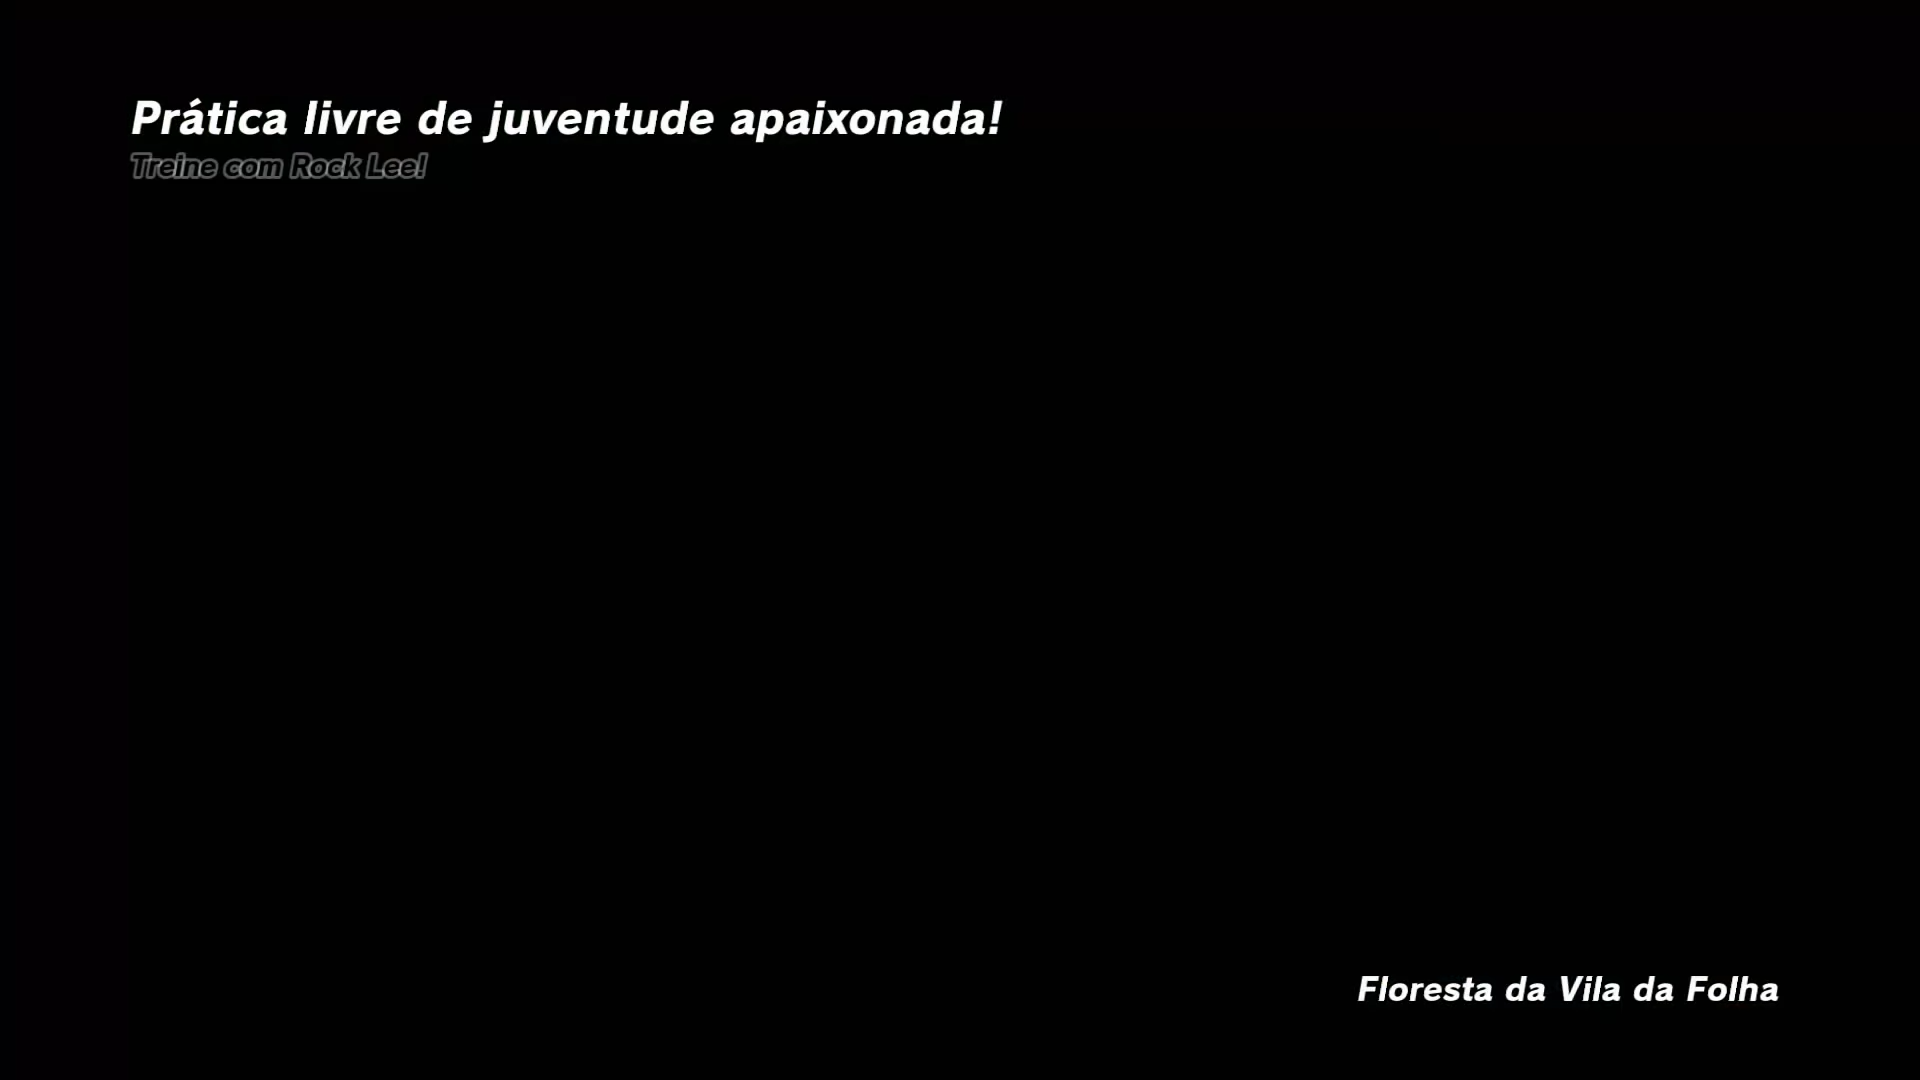 Prática livre de juventude apaixonada!
Treine com Rock Lee!
Floresta da Vila da Folha